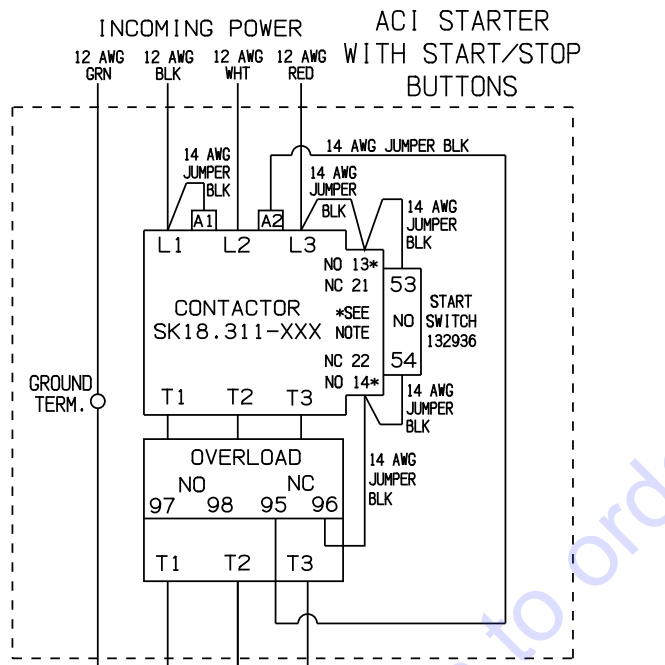 INCOMING POWER
ACI STARTER
WITH START/STOP
BUTTONS
12 AWG
GRN
12 AWG
BLK
12 AWG
WHT
12 AWG
RED
14 AWG JUMPER BLK
14 AWG
JUMPER
BLK
14 AWG
JUMPER
BLK
14 AWG
JUMPER
BLK
A1
A2
L1
L2
L3
NO 13*
NC 21
53
CONTACTOR
SK18.311-XXX
*SEE
NOTE
NO
START
SWITCH
132936
NC 22
NO 14*
54
GROUND
TERM.
T1
T2
T3
14 AWG
JUMPER
BLK
OVERLOAD
NO
NC
97
98
95
96
14 AWG
JUMPER
BLK
T1
T2
T3
to orde